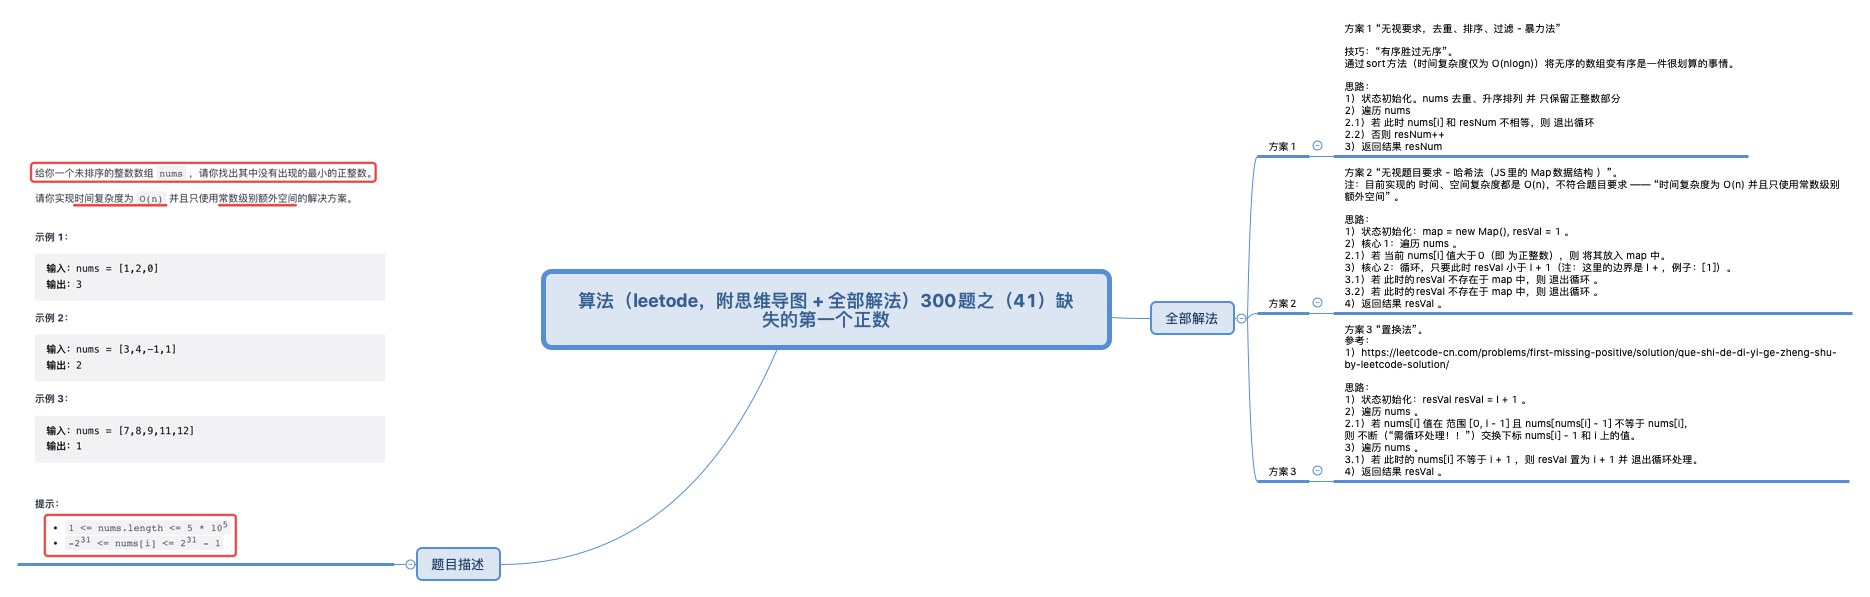 给你一个未排序的整数数组 nums ，请你找出其中没有出现的最小的正整数。
请你实现时间复杂度为 O(n) 并且只使用常数级别额外空间的解决方案。
示例 1：
输入：nums = [1,2,0]
输出：3
示例 2：
输入：nums = [3,4,-1,1]
输出：2
示例 3：
输入：nums = [7,8,9,11,12]
输出：1
提示：
• 1 <= nums.length <= 5 * 10⁵
• -2³¹ <= nums[i] <= 2³¹ - 1
题目描述
算法（leetode，附思维导图 + 全部解法）300题之（41）缺
失的第一个正数
全部解法
方案 1
方案 1 “无视要求，去重、排序、过滤 - 暴力法”
技巧：“有序胜过无序”。
通过sort方法（时间复杂度仅为 O(nlogn)）将无序的数组变有序是一件很划算的事情。
思路：
1）状态初始化。nums 去重、升序排列 并 只保留正整数部分
2）遍历 nums
2.1）若 此时 nums[i] 和 resNum 不相等，则 退出循环
2.2）否则 resNum++
3）返回结果 resNum
方案 2
方案 2 “无视题目要求 - 哈希法（JS里的 Map数据结构 ）”。
注：目前实现的 时间、空间复杂度都是 O(n)，不符合题目要求 —— “时间复杂度为 O(n) 并且只使用常数级别
额外空间” 。
思路：
1）状态初始化：map = new Map(), resVal = 1 。
2）核心 1：遍历 nums 。
2.1）若 当前 nums[i] 值大于0（即 为正整数），则 将其放入 map 中。
3）核心 2：循环，只要此时 resVal 小于 l + 1（注：这里的边界是 l + ，例子：[1]）。
3.1）若 此时的resVal 不存在于 map 中，则 退出循环 。
3.2）若 此时的resVal 不存在于 map 中，则 退出循环 。
4）返回结果 resVal 。
方案 3
方案 3 “置换法”。
参考：
1）https://leetcode-cn.com/problems/first-missing-positive/solution/que-shi-de-di-yi-ge-zheng-shu-
by-leetcode-solution/
思路：
1）状态初始化：resVal resVal = l + 1 。
2）遍历 nums 。
2.1）若 nums[i] 值在 范围 [0, l - 1] 且 nums[nums[i] - 1] 不等于 nums[i]，
则 不断（“需循环处理！！”）交换下标 nums[i] - 1 和 i 上的值。
3）遍历 nums 。
3.1）若 此时的 nums[i] 不等于 i + 1 ，则 resVal 置为 i + 1 并 退出循环处理。
4）返回结果 resVal 。